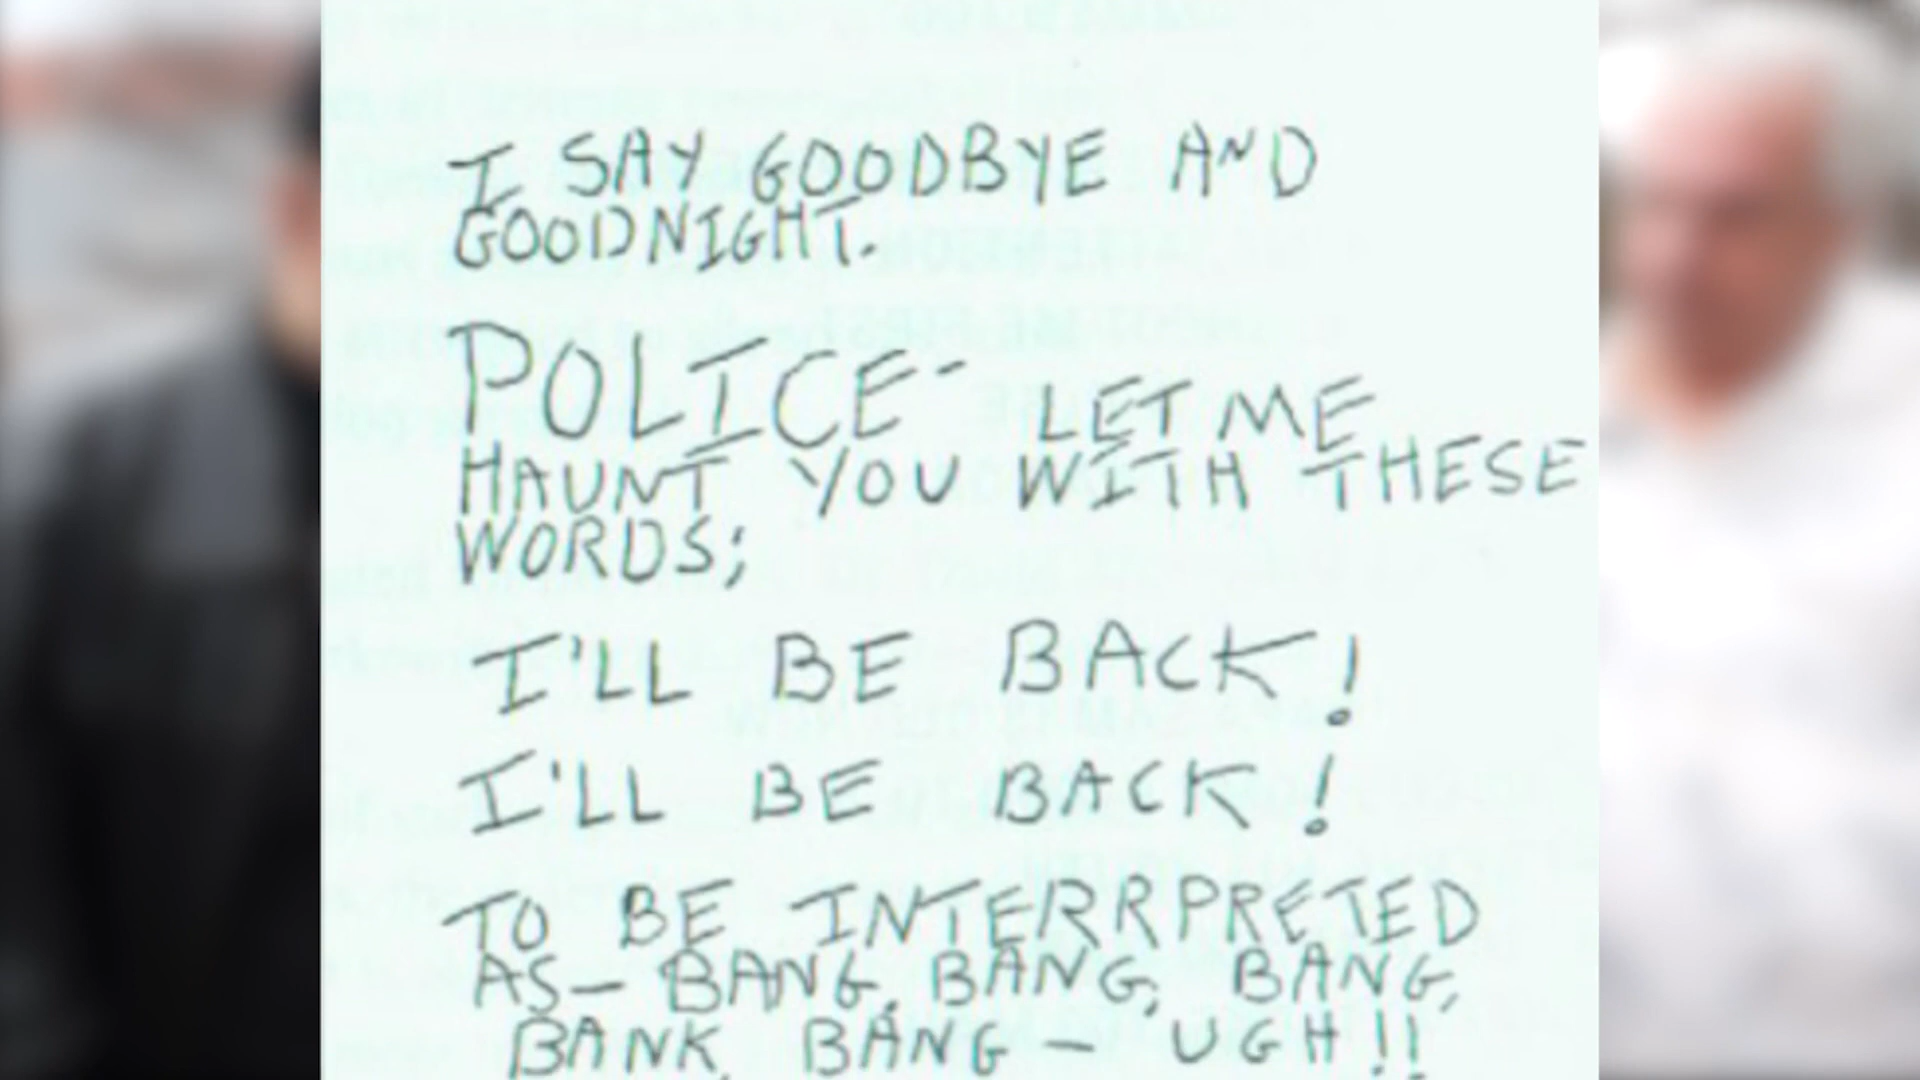 I SAY GOODBYE AND
GOODNIGHT.
POLICE- LET ME
HAUNT YOU WITH THESE
WORDS;
I'LL BE BACK!
I'LL BE BACK!
TO BE INTERRPRETED
AS- BANG, BANG, BANG,
BANK, BANG - UGH!!